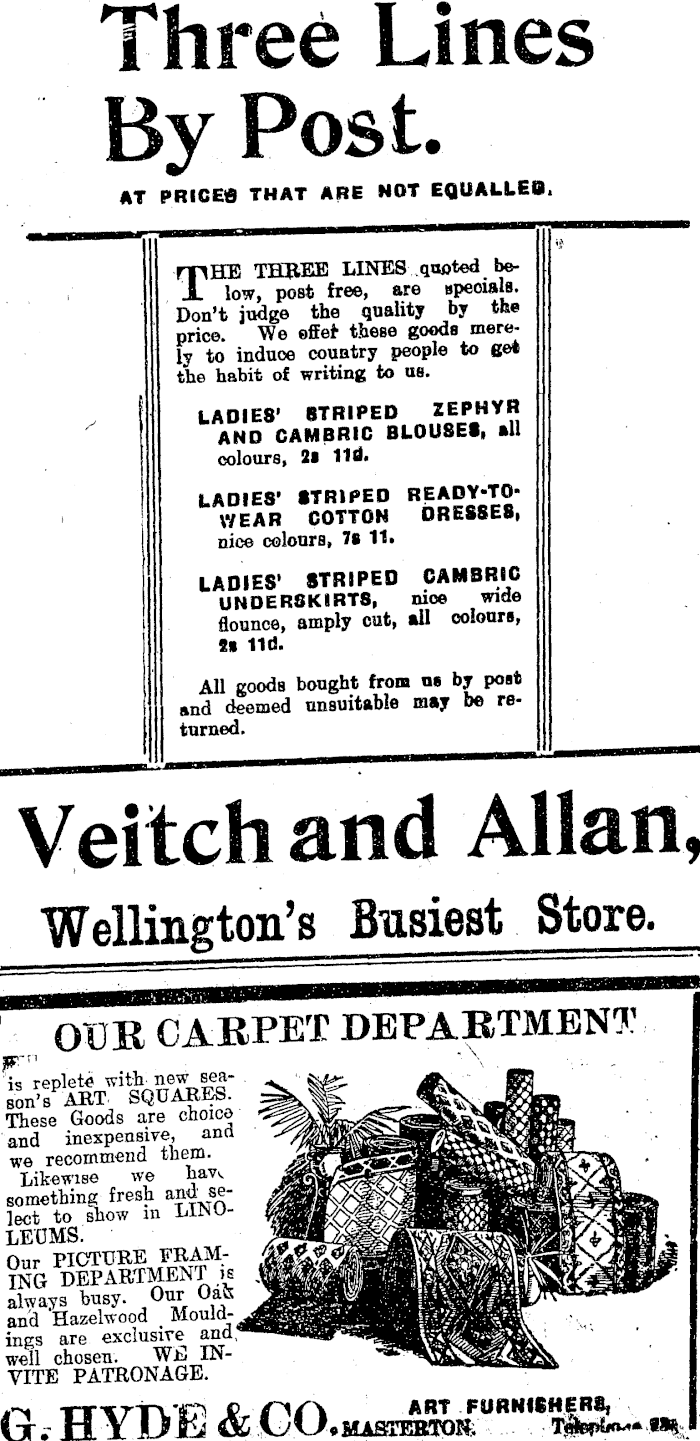 Three Lines
By Post.
AT PRICES THAT ARE NOT EQUALLED.
THE THREE LINES quoted be-
low, post free, are specials.
Don't judge the quality by the
price. We offer these goods mere-
ly to induce country people to get
the habit of writing to us.
LADIES' STRIPED ZEPHYR
AND CAMBRIC BLOUSES, all
colours, 2s 11d.
LADIES' STRIPED READY-TO-
WEAR COTTON DRESSES,
nice colours, 7s 11.
LADIES' STRIPED CAMBRIC
UNDERSKIRTS, nice wide
flounce, amply cut, all colours,
2s 11d.
All goods bought from us by post
and deemed unsuitable may be re-
turned.
Veitch and Allan,
Wellington's Busiest Store.
OUR CARPET DEPARTMENT
is replete with new sea-
son's ART SQUARES.
These Goods are choice
and inexpensive, and
we recommend them.
Likewise we have
something fresh and se-
lect to show in LINO-
LEUMS.
Our PICTURE FRAM-
ING DEPARTMENT is
always busy. Our Oak
and Hazelwood Mould-
ings are exclusive and
well chosen. WE IN-
VITE PATRONAGE.
G. HYDE & CO.
ART FURNISHERS,
MASTERTON. Telephone